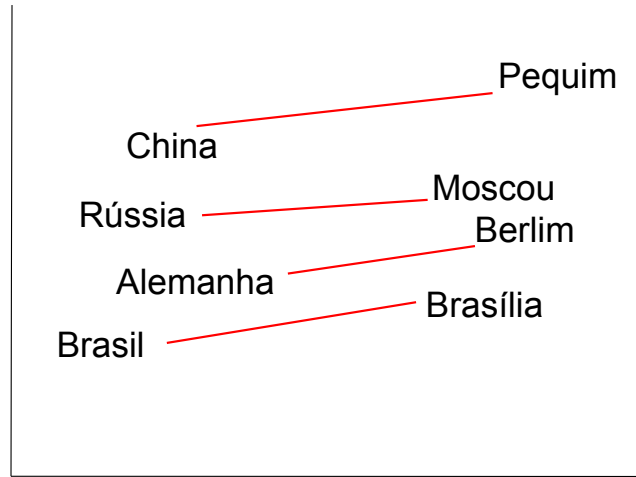 Pequim
China
Moscou
Rússia
Berlim
Alemanha
Brasília
Brasil